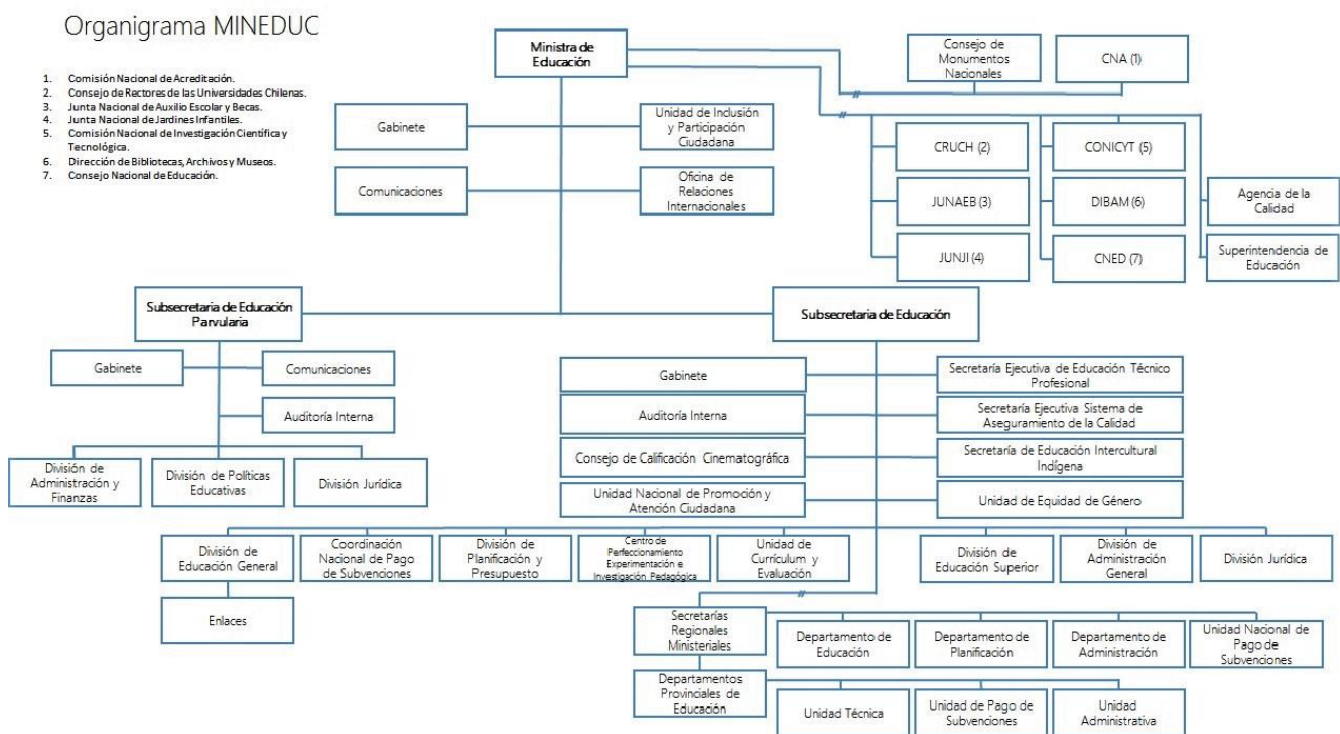 Organigrama MINEDUC
1. Comisión Nacional de Acreditación.
2. Consejo de Rectores de las Universidades Chilenas.
3. Junta Nacional de Auxilio Escolar y Becas.
4. Junta Nacional de Jardines Infantiles.
5. Comisión Nacional de Investigación Científica y
Tecnológica.
6. Dirección de Bibliotecas, Archivos y Museos.
7. Consejo Nacional de Educación.
Ministra de
Educación
Consejo de
Monumentos
Nacionales
CNA (1)
Gabinete
Unidad de Inclusión
y Participación
Ciudadana
Comunicaciones
Oficina de
Relaciones
Internacionales
CRUCH (2)
CONICYT (5)
JUNAEB (3)
DIBAM (6)
Agencia de la
Calidad
JUNJI (4)
CNED (7)
Superintendencia de
Educación
Subsecretaria de Educación
Parvularia
Subsecretaria de Educación
Gabinete
Comunicaciones
Auditoría Interna
División de
Administración y
Finanzas
División de Políticas
Educativas
División Jurídica
Gabinete
Secretaría Ejecutiva de Educación Técnico
Profesional
Auditoría Interna
Secretaría Ejecutiva Sistema de
Aseguramiento de la Calidad
Consejo de Calificación Cinematográfica
Secretaría de Educación Intercultural
Indígena
Unidad Nacional de Promoción y
Atención Ciudadana
Unidad de Equidad de Género
División de
Educación General
Coordinación
Nacional de Pago
de Subvenciones
División de
Planificación y
Presupuesto
Centro de
Perfeccionamiento
Experimentación e
Investigación Pedagógica
Unidad de
Currículum y
Evaluación
División de
Educación Superior
División de
Administración
General
División Jurídica
Enlaces
Secretarías
Regionales
Ministeriales
Departamento de
Educación
Departamento de
Planificación
Departamento de
Administración
Unidad Nacional de
Pago de
Subvenciones
Departamentos
Provinciales de
Educación
Unidad Técnica
Unidad de Pago de
Subvenciones
Unidad
Administrativa